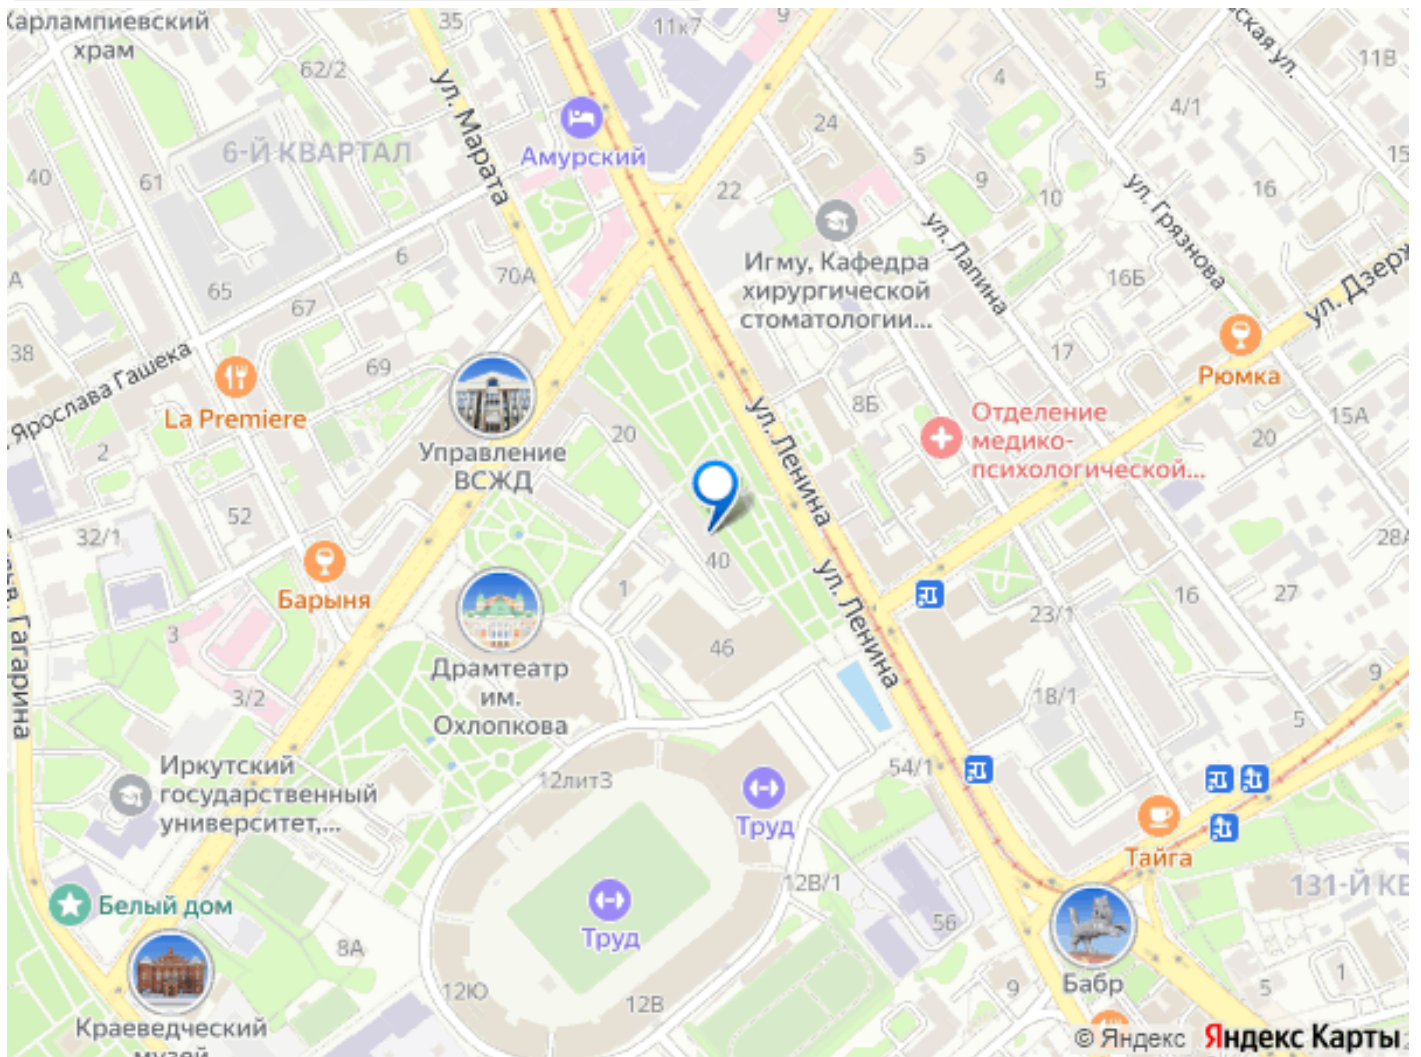 Харлампиевский
храм
35
11к7
9
ская ул.
11В
62/2
ул. Марата
4
5
4/1
24
Амурский
6-Й КВАРТАЛ
5
15
40
61
22
9
10
16
ул. Грязнова
ул. Лапина
6
70А
Игму, Кафедра
хирургической
стоматологии...
16Б
ул. Дзерж
А
65
67
38
69
17
Рюмка
Ярослава Гашека
La Premiere
ул. Ленина
8Б
Отделение
медико-
психологической...
15А
20
2
Управление
ВСЖД
20
52
32/1
28А
40
ул. Ленина
Барыня
1
16
27
23/1
3
46
Драмтеатр
им.
Охлопкова
3/2
18/1
9
5
Гагарина
Иркутский
государственный
университет,...
12лит3
54/1
Труд
Тайга
12В/1
131-Й КВ
Белый дом
Труд
56
8А
Бабр
12Ю
12В
9
5
1
Краеведческий
музей
© Яндекс Яндекс Карты